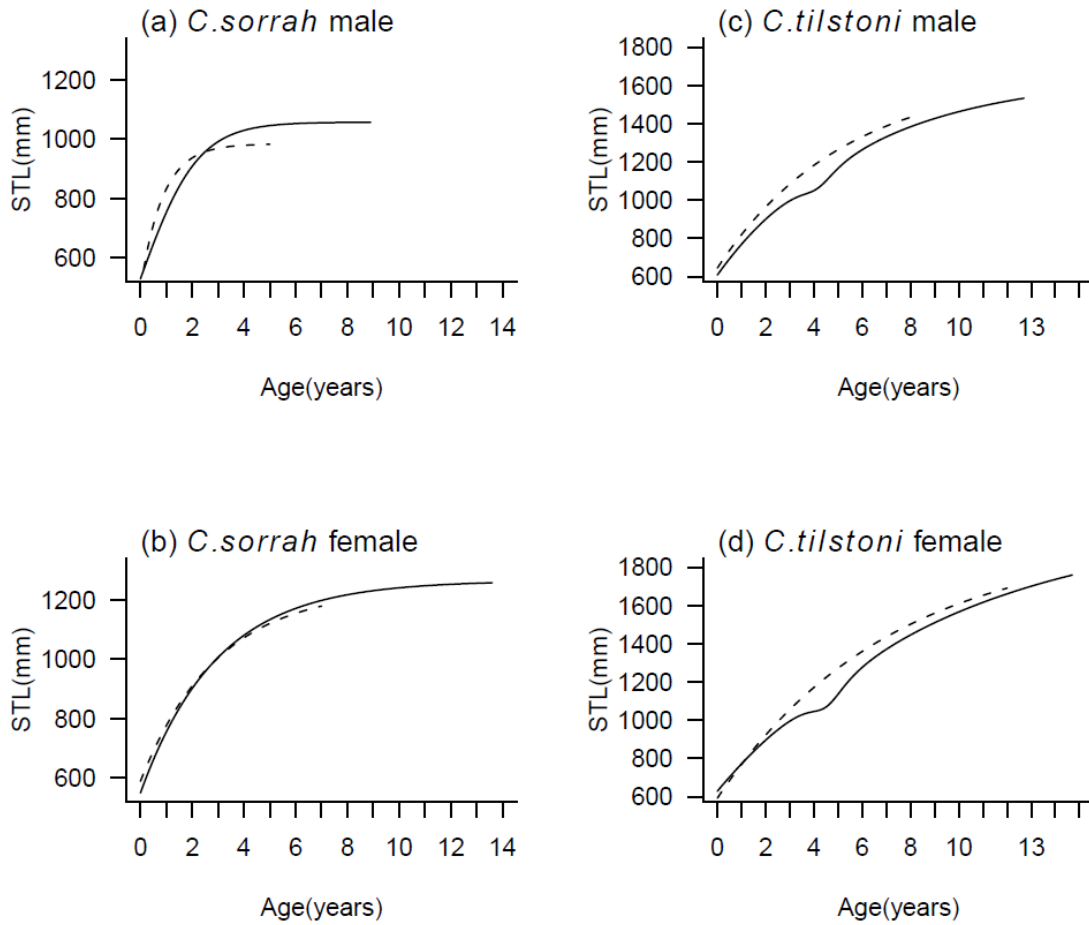 (a) C.sorrah male
STL(mm)
1200
1000
800
600
0 2 4 6 8 10 12 14
Age(years)
(c) C.tilstoni male
STL(mm)
1800
1600
1400
1200
1000
800
600
0 2 4 6 8 10 13
Age(years)
(b) C.sorrah female
STL(mm)
1200
1000
800
600
0 2 4 6 8 10 12 14
Age(years)
(d) C.tilstoni female
STL(mm)
1800
1600
1400
1200
1000
800
600
0 2 4 6 8 10 13
Age(years)